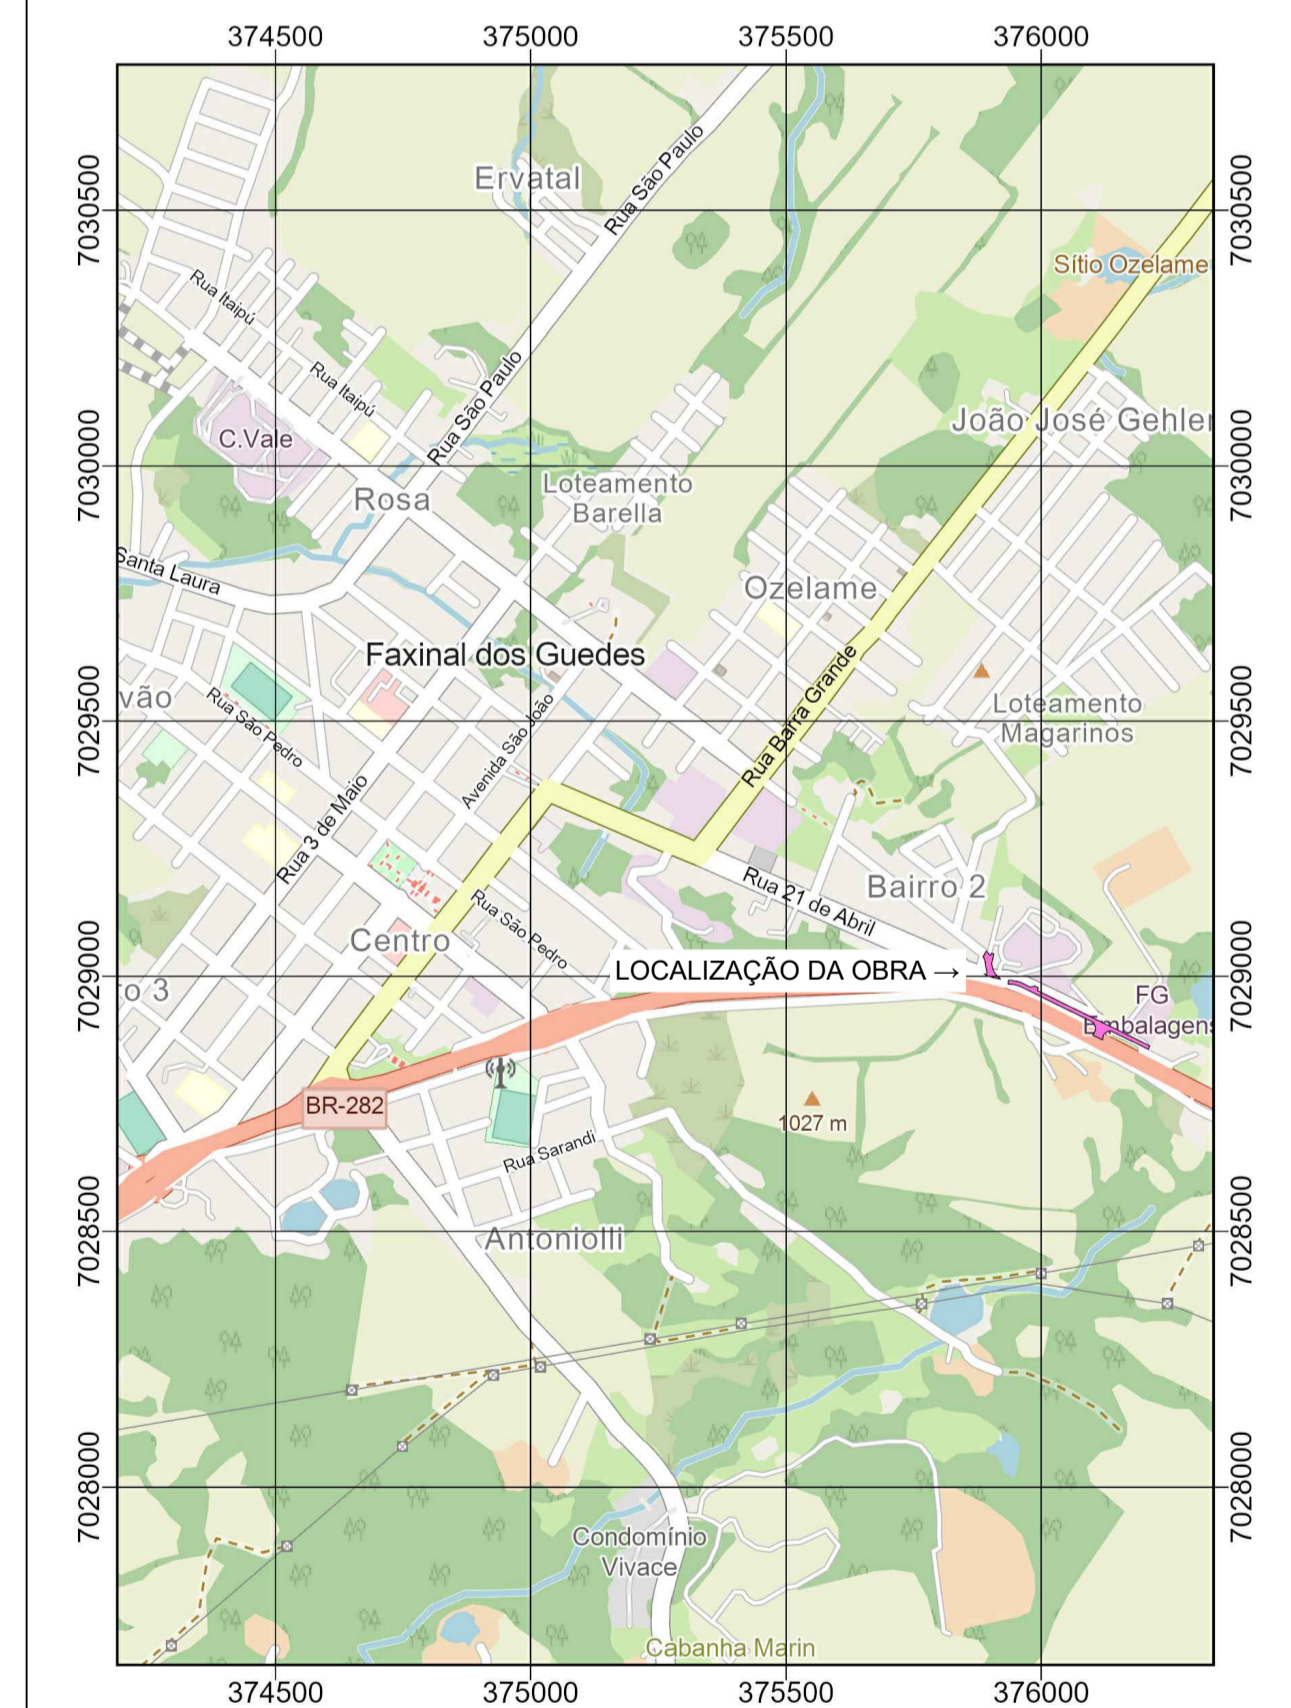 374500 375000 375500 376000
7030500
7030500
Ervatal
Rua São Paulo
Sítio Ozelame
Rua Itaipú
Rua Itaipú
Rua São Paulo
João José Gehler
C.Vale
7030000
7030000
Rosa
Loteamento
Barella
Santa Laura
Ozelame
Faxinal dos Guedes
vão
Rua São Pedro
Avenida São João
Rua Barra Grande
Loteamento
Magarinos
7029500
7029500
Rua 3 de Maio
Rua 21 de Abril
Bairro 2
Rua São Pedro
Centro
LOCALIZAÇÃO DA OBRA →
7029000
7029000
ro 3
FG
Embalagens
BR-282
1027 m
Rua Sarandi
7028500
7028500
Antoniolli
7028000
7028000
Condomínio
Vivace
Cabanha Marin
374500 375000 375500 376000